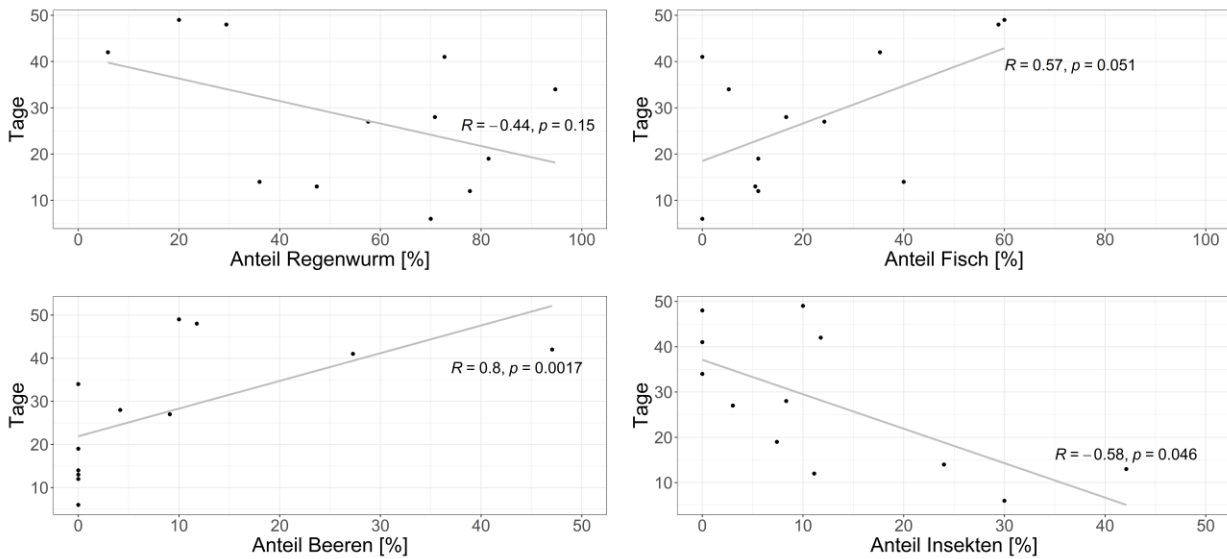 50
40
30
20
10
Tage
R = −0.44, p = 0.15
0 20 40 60 80 100
Anteil Regenwurm [%]
50
40
30
20
10
Tage
R = 0.57, p = 0.051
0 20 40 60 80 100
Anteil Fisch [%]
50
40
30
20
10
Tage
R = 0.8, p = 0.0017
0 10 20 30 40 50
Anteil Beeren [%]
50
40
30
20
10
Tage
R = −0.58, p = 0.046
0 10 20 30 40 50
Anteil Insekten [%]